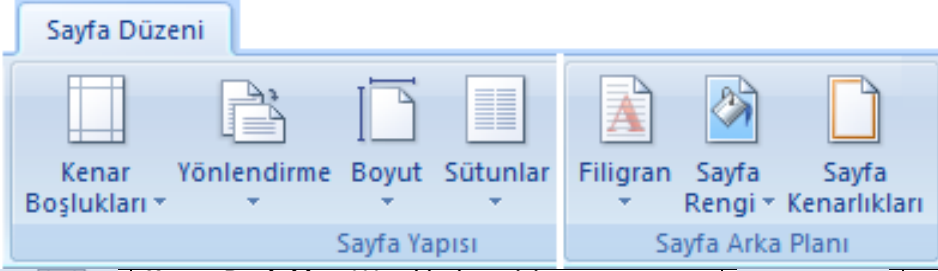 Sayfa Düzeni
Kenar Boşlukları
Yönlendirme
Boyut
Sütunlar
Filigran
Sayfa Rengi
Sayfa Kenarlıkları
Sayfa Yapısı
Sayfa Arka Planı